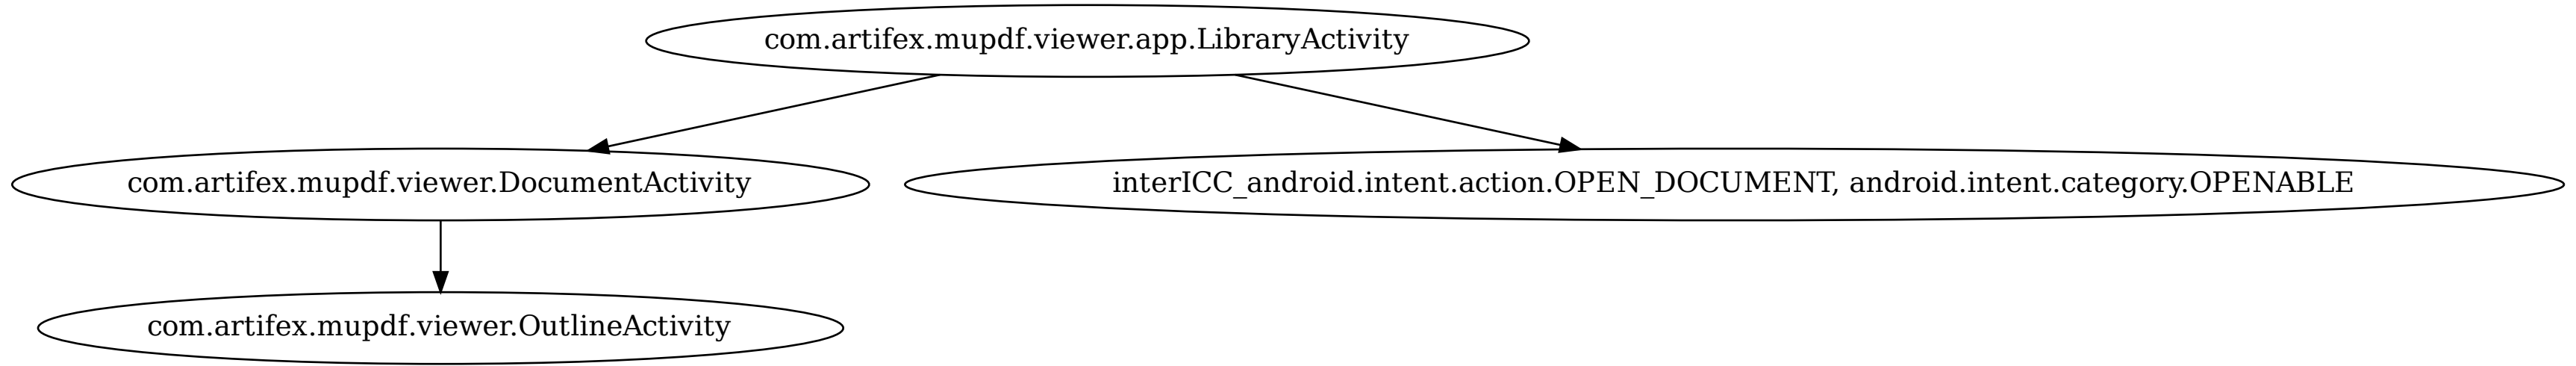 com.artifex.mupdf.viewer.app.LibraryActivity
com.artifex.mupdf.viewer.DocumentActivity
interICC_android.intent.action.OPEN_DOCUMENT, android.intent.category.OPENABLE
com.artifex.mupdf.viewer.OutlineActivity